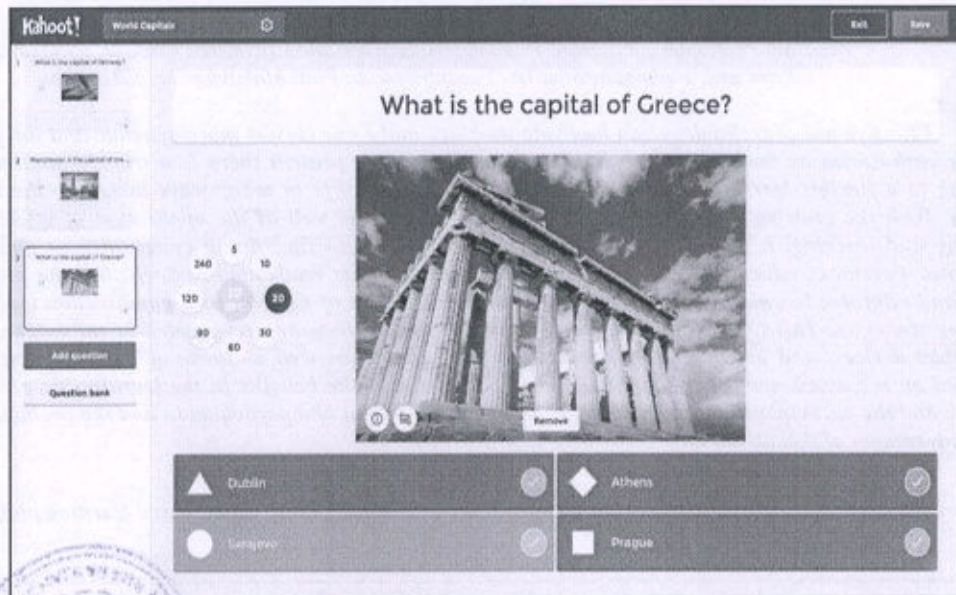 Kahoot!
World Capitals
Exit
Save
What is the capital of Norway?
What is the capital of Greece?
What is the capital of Greece?
5
240
10
120
20
90
30
60
Add question
Question bank
Remove
Dublin
Athens
Sarajevo
Prague